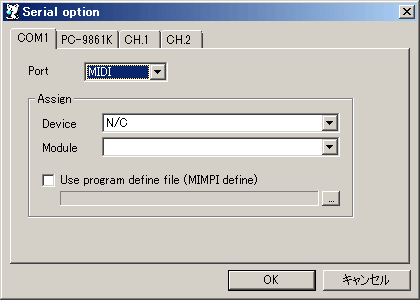 Serial option
COM1 PC-9861K CH.1 CH.2
Port MIDI
Assign
Device N/C
Module
Use program define file (MIMPI define)
...
OK キャンセル